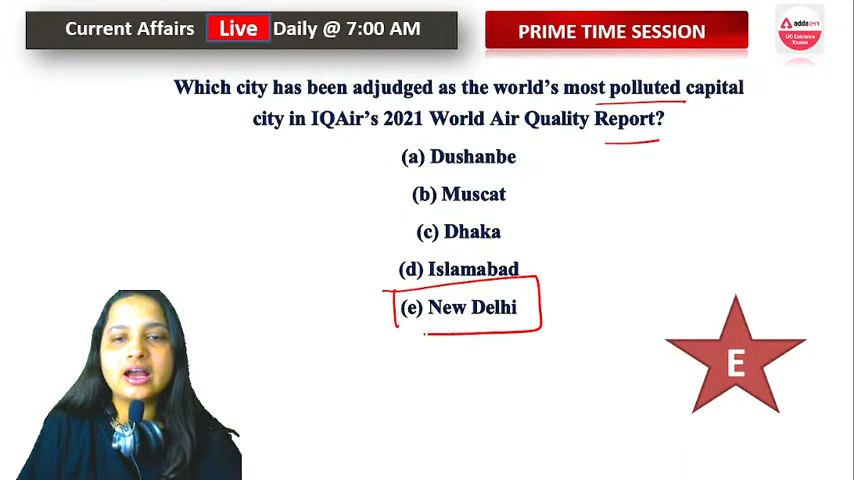 Current Affairs Live Daily @ 7:00 AM
PRIME TIME SESSION
adda247
UG Entrance
Exams
Which city has been adjudged as the world's most polluted capital
city in IQAir's 2021 World Air Quality Report?
(a) Dushanbe
(b) Muscat
(c) Dhaka
(d) Islamabad
(e) New Delhi
E